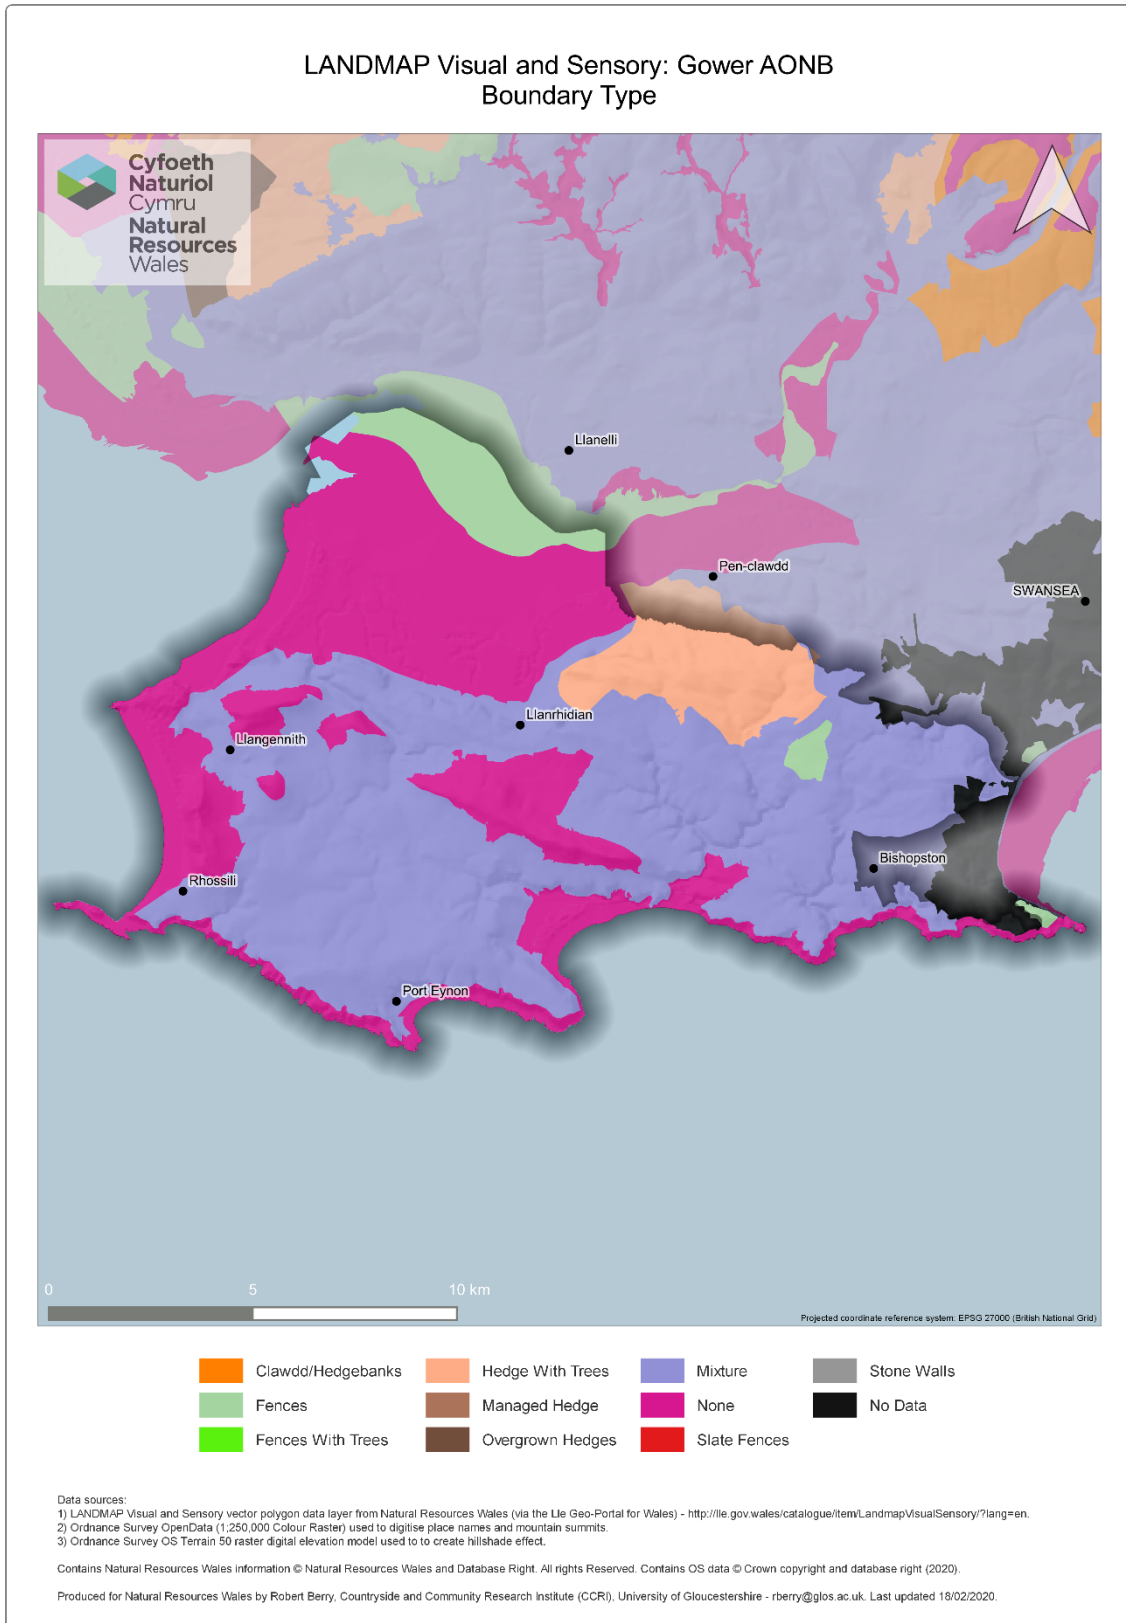 LANDMAP Visual and Sensory: Gower AONB
Boundary Type
Cyfoeth
Naturiol
Cymru
Natural
Resources
Wales
Llanelli
Pen-clawdd
SWANSEA
Llanrhidian
Llangennith
Bishopston
Rhossili
Port Eynon
0 5 10 km
Projected coordinate reference system: EPSG 27000 (British National Grid)
Clawdd/Hedgebanks Hedge With Trees Mixture Stone Walls
Fences Managed Hedge None No Data
Fences With Trees Overgrown Hedges Slate Fences
Data sources:
1) LANDMAP Visual and Sensory vector polygon data layer from Natural Resources Wales (via the Lle Geo-Portal for Wales) - http://lle.gov.wales/catalogue/item/LandmapVisualSensory/?lang=en.
2) Ordnance Survey OpenData (1;250,000 Colour Raster) used to digitise place names and mountain summits.
3) Ordnance Survey OS Terrain 50 raster digital elevation model used to to create hillshade effect.
Contains Natural Resources Wales information © Natural Resources Wales and Database Right. All rights Reserved. Contains OS data © Crown copyright and database right (2020).
Produced for Natural Resources Wales by Robert Berry, Countryside and Community Research Institute (CCRI), University of Gloucestershire - rberry@glos.ac.uk. Last updated 18/02/2020.